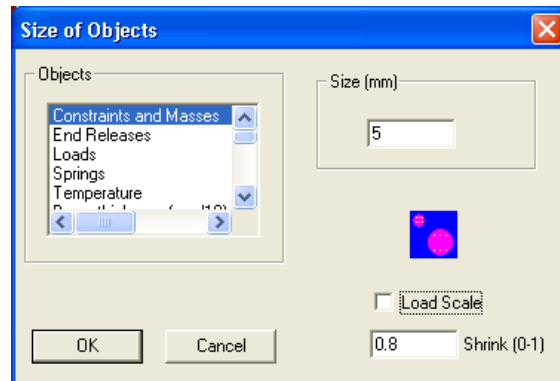 Size of Objects
Objects
Constraints and Masses
End Releases
Loads
Springs
Temperature
Size (mm)
5
Load Scale
0.8 Shrink (0-1)
OK Cancel